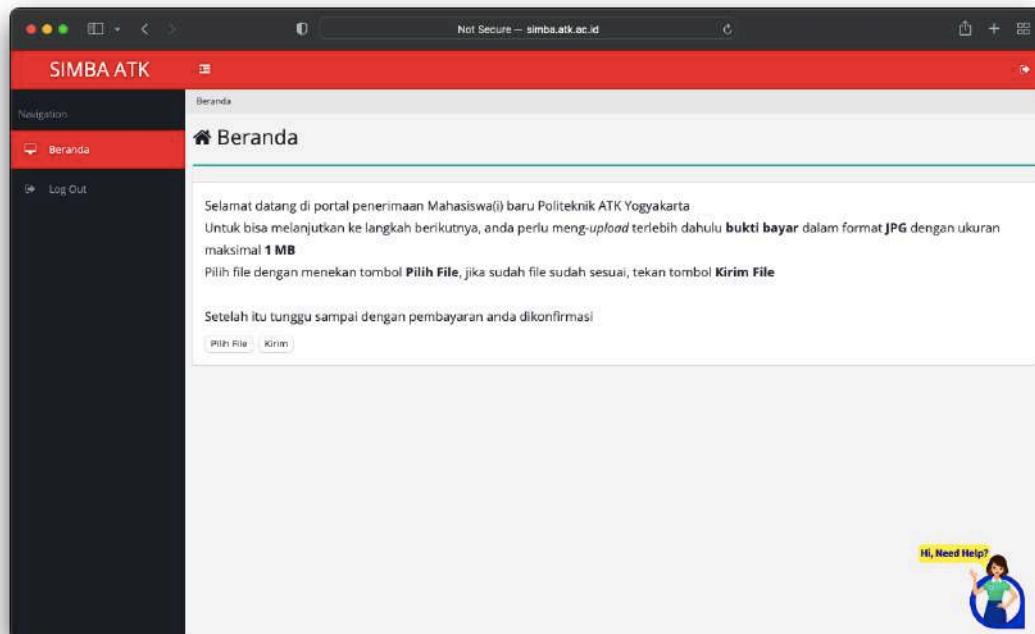 Not Secure — simba.atk.ac.id
SIMBA ATK
Navigation
Beranda
Log Out
Beranda
Beranda
Selamat datang di portal penerimaan Mahasiswa(i) baru Politeknik ATK Yogyakarta
Untuk bisa melanjutkan ke langkah berikutnya, anda perlu meng-upload terlebih dahulu bukti bayar dalam format JPG dengan ukuran
maksimal 1 MB
Pilih file dengan menekan tombol Pilih File, jika sudah file sudah sesuai, tekan tombol Kirim File
Setelah itu tunggu sampai dengan pembayaran anda dikonfirmasi
Pilih File Kirim
Hi, Need Help?